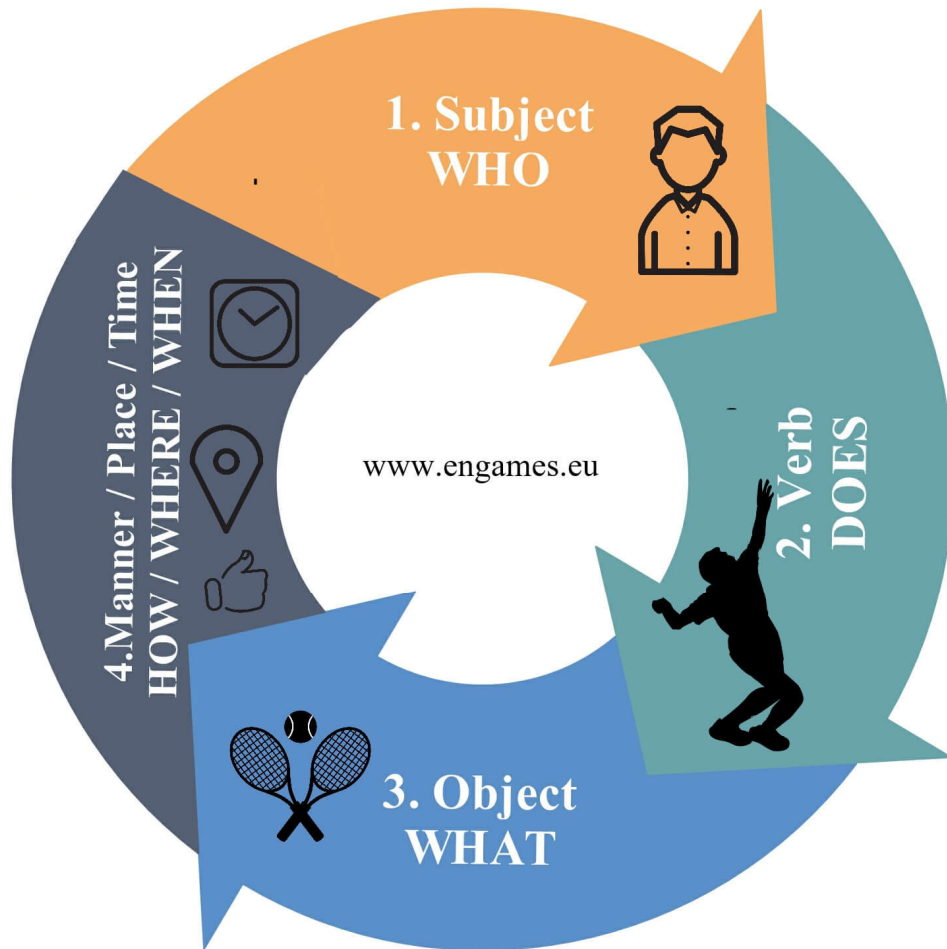 1. Subject
WHO
2. Verb
DOES
3. Object
WHAT
4.Manner / Place / Time
HOW / WHERE / WHEN
www.engames.eu